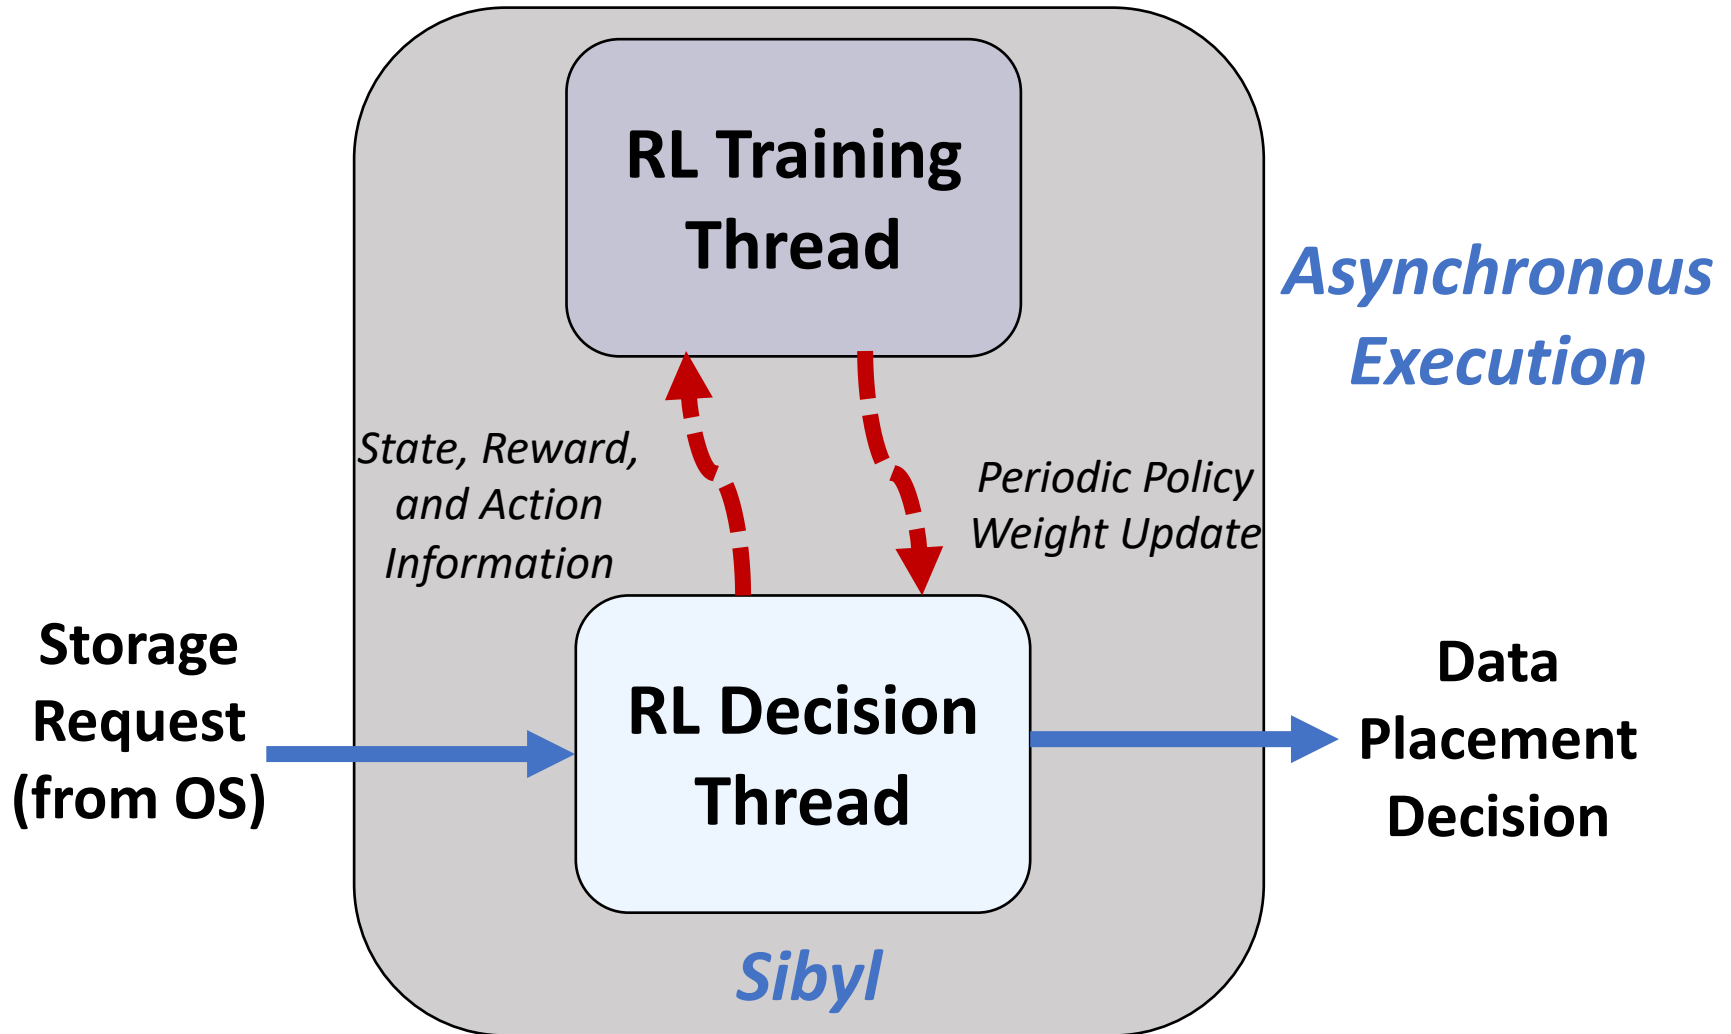 RL Training
Thread
Asynchronous
Execution
State, Reward,
and Action
Information
Periodic Policy
Weight Update
Storage
Request
(from OS)
RL Decision
Thread
Data
Placement
Decision
Sibyl